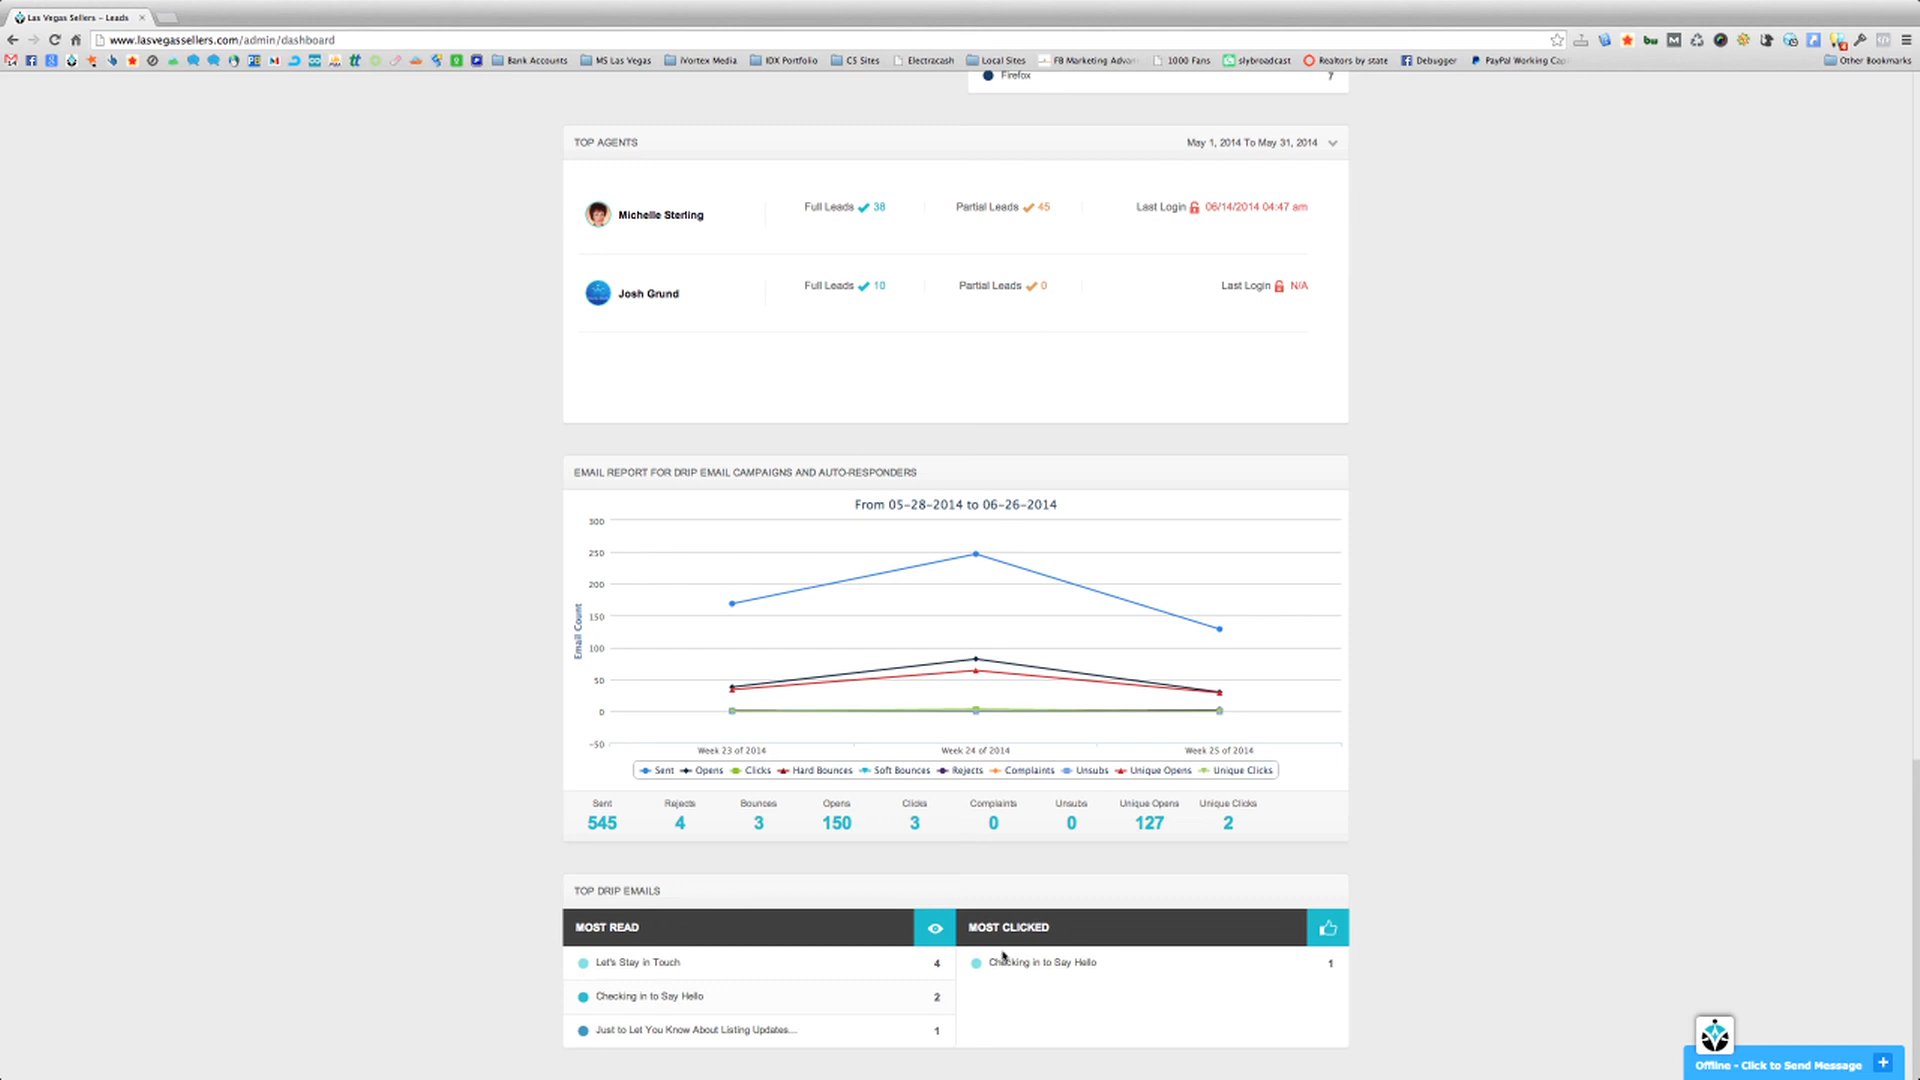 Las Vegas Sellers – Leads
www.lasvegassellers.com/admin/dashboard
Bank Accounts MS Las Vegas iVortex Media IDX Portfolio CS Sites Electracash Local Sites FB Marketing Advan 1000 Fans slybroadcast Realtors by state Debugger PayPal Working Cap Other Bookmarks
Firefox 7
TOP AGENTS May 1, 2014 To May 31, 2014
Michelle Sterling Full Leads 38 Partial Leads 45 Last Login 06/14/2014 04:47 am
Josh Grund Full Leads 10 Partial Leads 0 Last Login N/A
EMAIL REPORT FOR DRIP EMAIL CAMPAIGNS AND AUTO-RESPONDERS
From 05-28-2014 to 06-26-2014
Email Count
300
250
200
150
100
50
0
-50
Week 23 of 2014 Week 24 of 2014 Week 25 of 2014
Sent Opens Clicks Hard Bounces Soft Bounces Rejects Complaints Unsubs Unique Opens Unique Clicks
Sent Rejects Bounces Opens Clicks Complaints Unsubs Unique Opens Unique Clicks
545 4 3 150 3 0 0 127 2
TOP DRIP EMAILS
MOST READ MOST CLICKED
Let's Stay in Touch 4 Checking in to Say Hello 1
Checking in to Say Hello 2
Just to Let You Know About Listing Updates... 1
Offline - Click to Send Message +